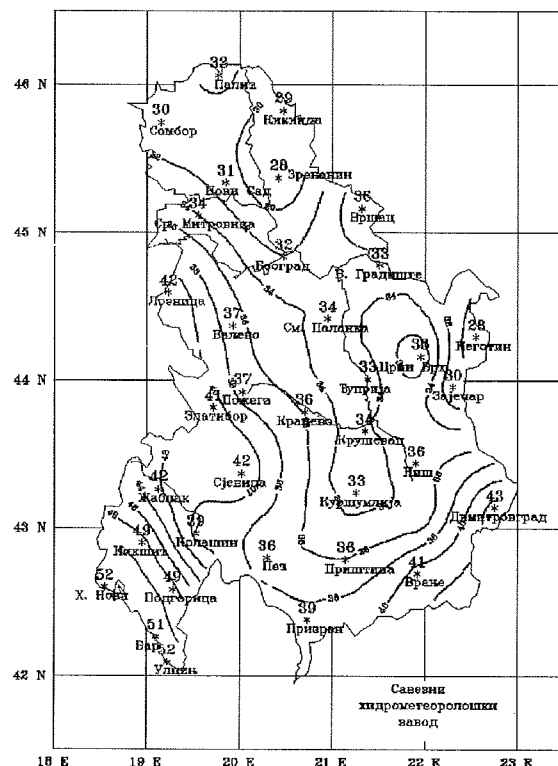 46 N
32
Палић
30
Сомбор
29
Кикинда
28
Зрењанин
31
Нови Сад
36
Вршац
45 N
34
Ср. Митровица
32
Београд
33
В. Градиште
42
Лозница
37
Ваљево
34
См. Паланка
38
Црни Врх
28
Неготин
44 N
33
Ћуприја
30
Зајечар
37
Пожега
41
Златибор
36
Краљево
34
Крушевац
36
Ниш
42
Сјеница
33
Куршумлија
42
Жабљак
43
Димитровград
43 N
39
Колашин
49
Никшић
36
Пећ
36
Приштина
41
Врање
52
Х. Нови
49
Подгорица
39
Призрен
51
Бар
52
Улцињ
42 N
Савезни
хидрометеоролошки
завод
18 E 19 E 20 E 21 E 22 E 23 E